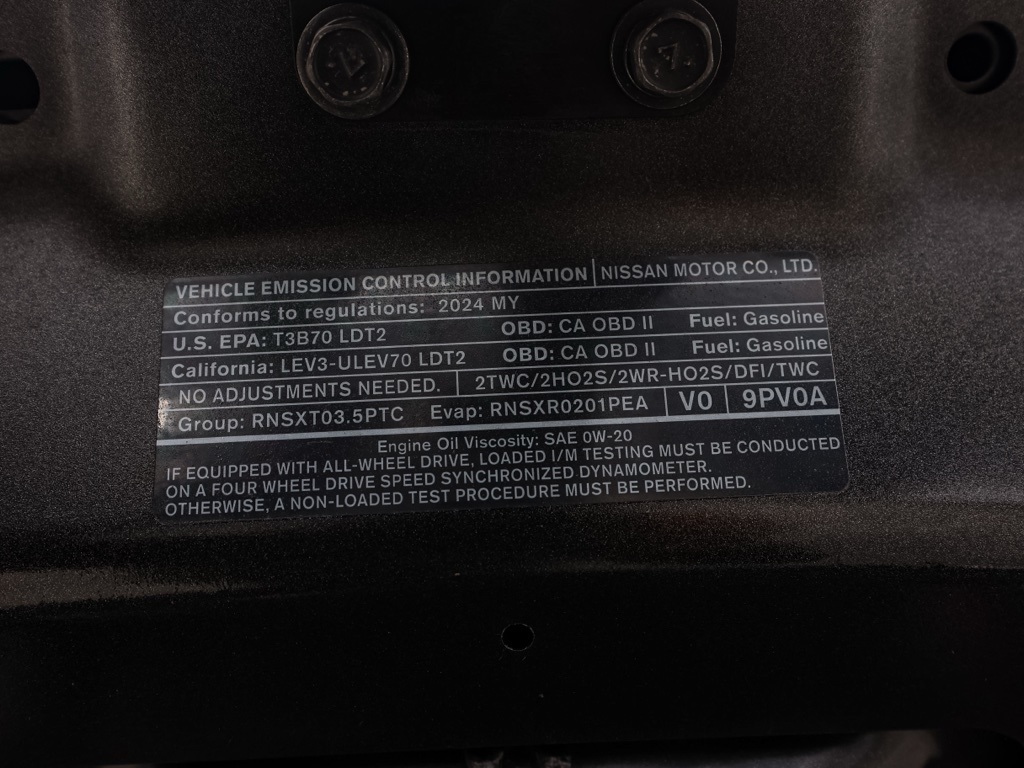 VEHICLE EMISSION CONTROL INFORMATION NISSAN MOTOR CO., LTD.
Conforms to regulations: 2024 MY
U.S. EPA: T3B70 LDT2 OBD: CA OBD II Fuel: Gasoline
California: LEV3-ULEV70 LDT2 OBD: CA OBD II Fuel: Gasoline
NO ADJUSTMENTS NEEDED. 2TWC/2HO2S/2WR-HO2S/DFI/TWC
Group: RNSXT03.5PTC Evap: RNSXR0201PEA V0 9PV0A
Engine Oil Viscosity: SAE 0W-20
IF EQUIPPED WITH ALL-WHEEL DRIVE, LOADED I/M TESTING MUST BE CONDUCTED
ON A FOUR WHEEL DRIVE SPEED SYNCHRONIZED DYNAMOMETER.
OTHERWISE, A NON-LOADED TEST PROCEDURE MUST BE PERFORMED.